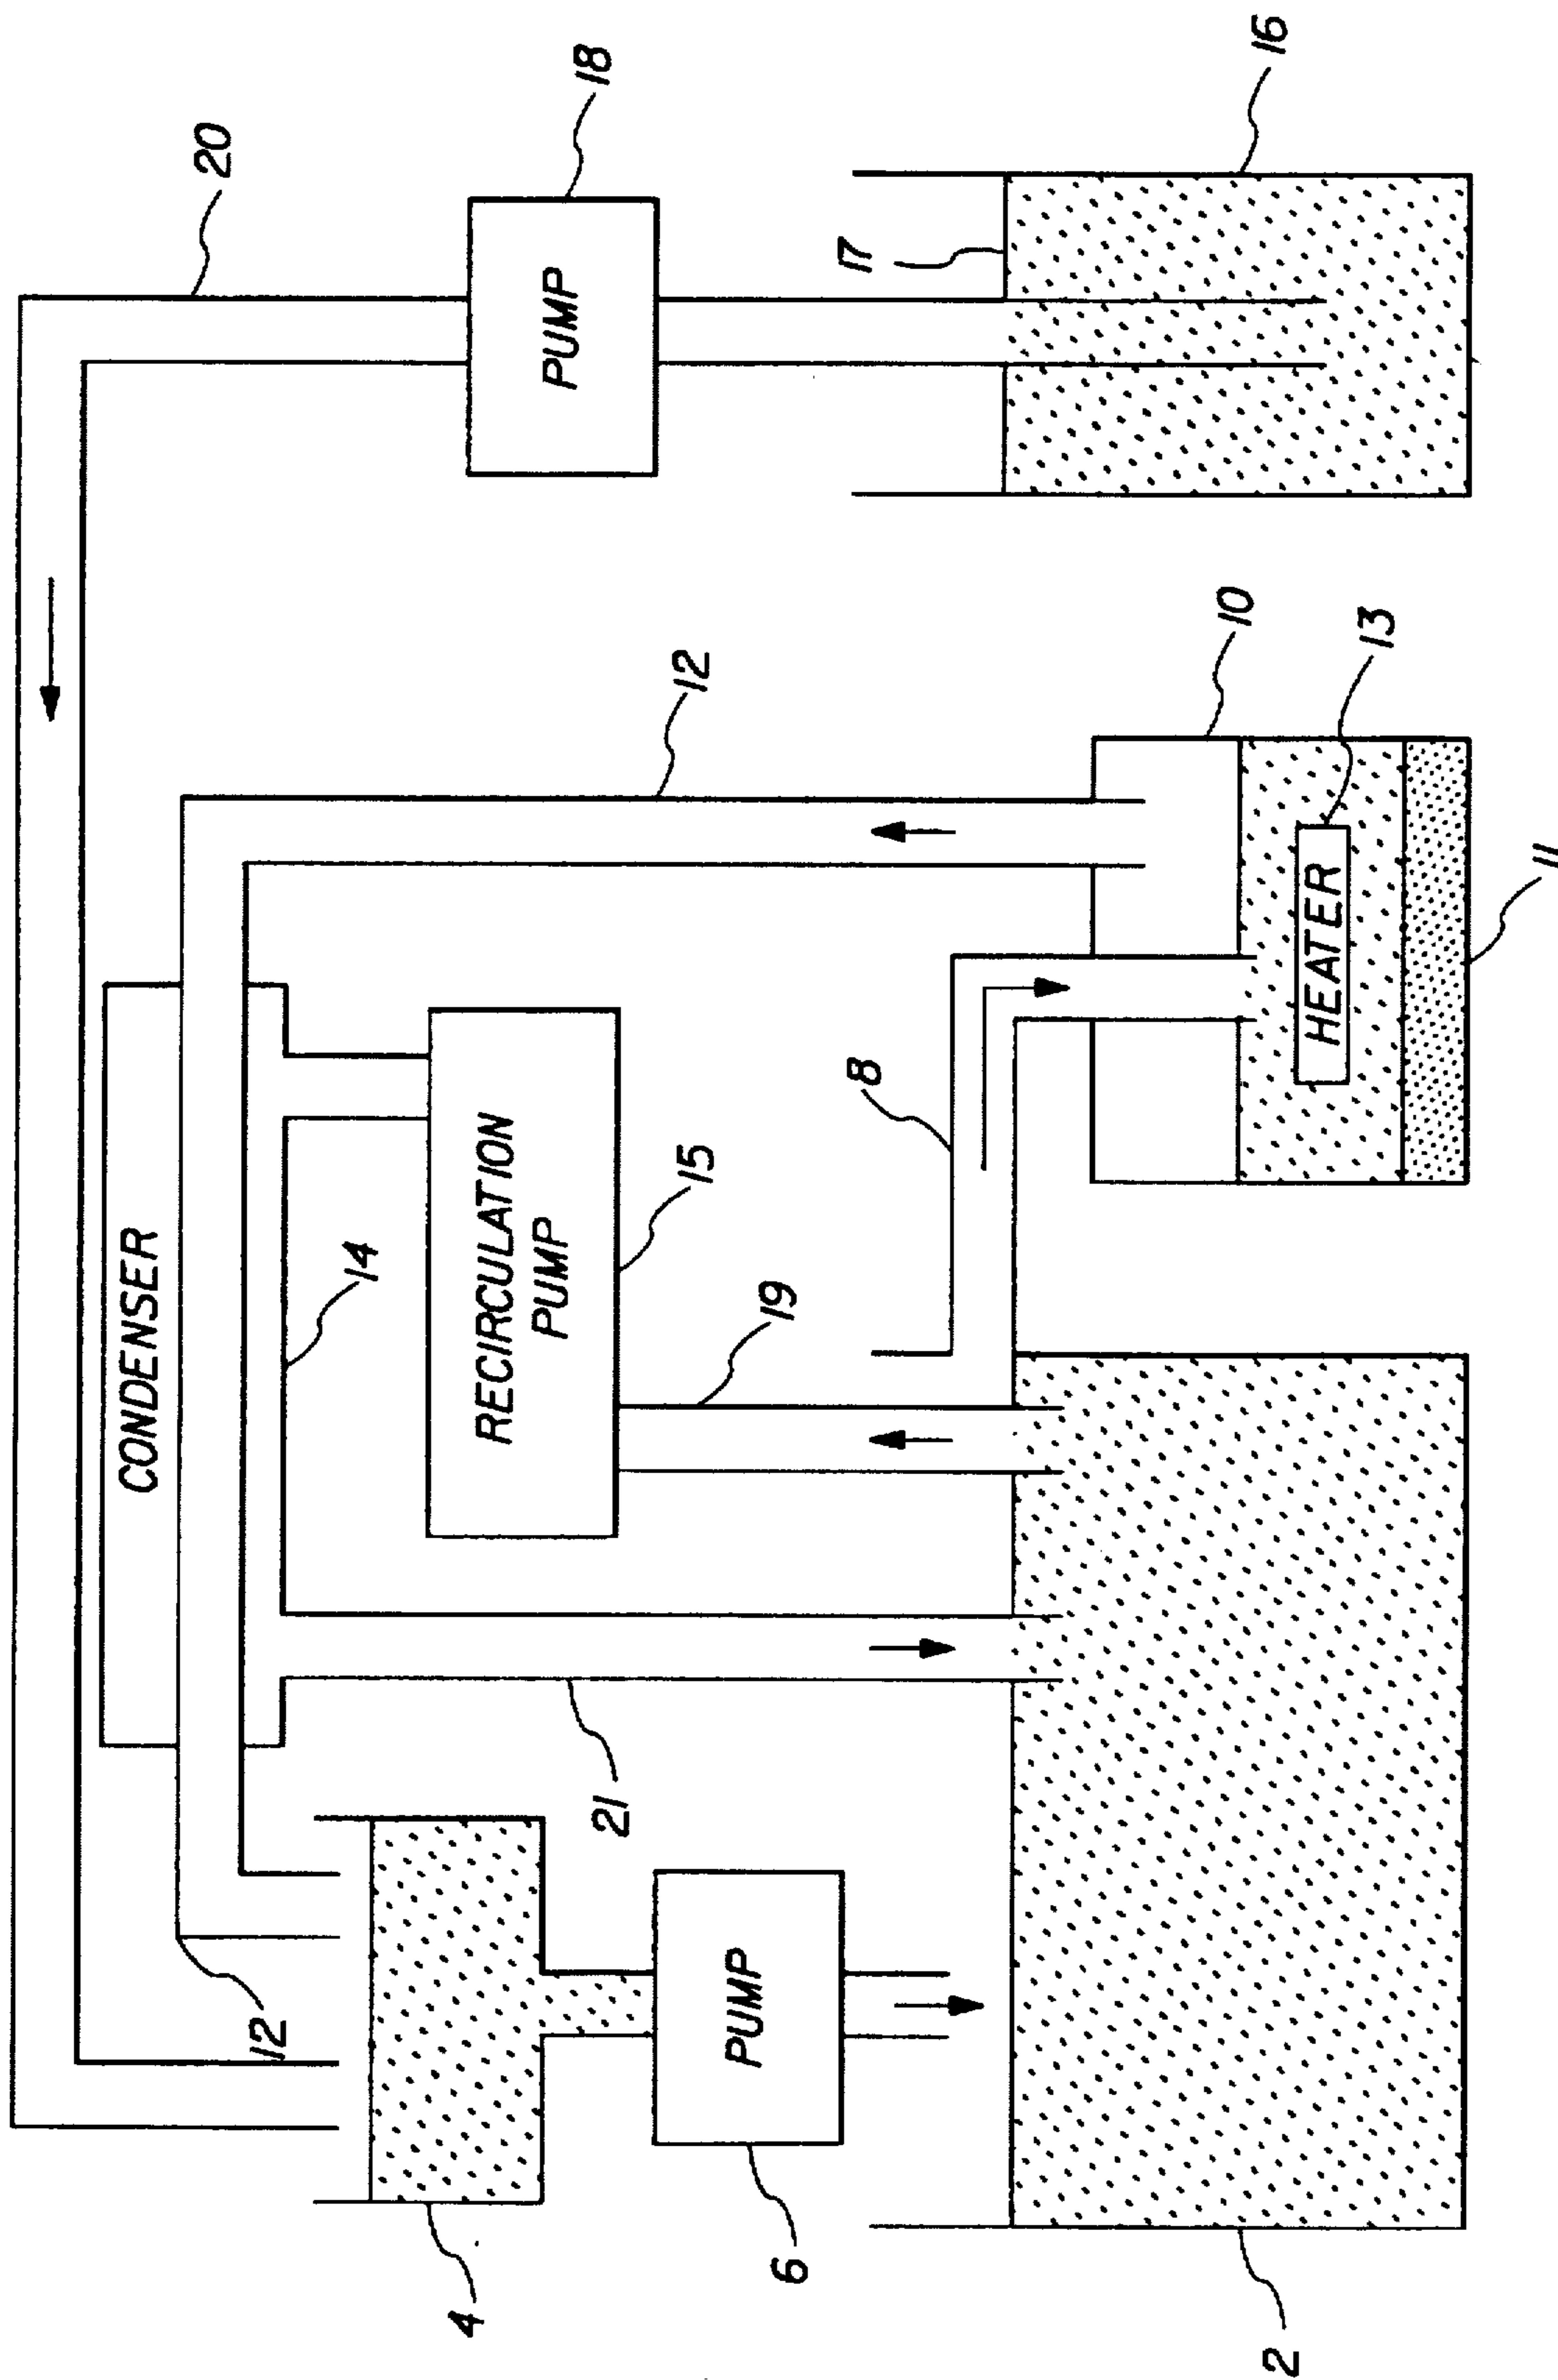 CONDENSER
20
12
14
4
RECIRCULATION
PUMP
PUMP
18
21
15
12
PUMP
19
6
8
17
10
16
2
HEATER
13
11